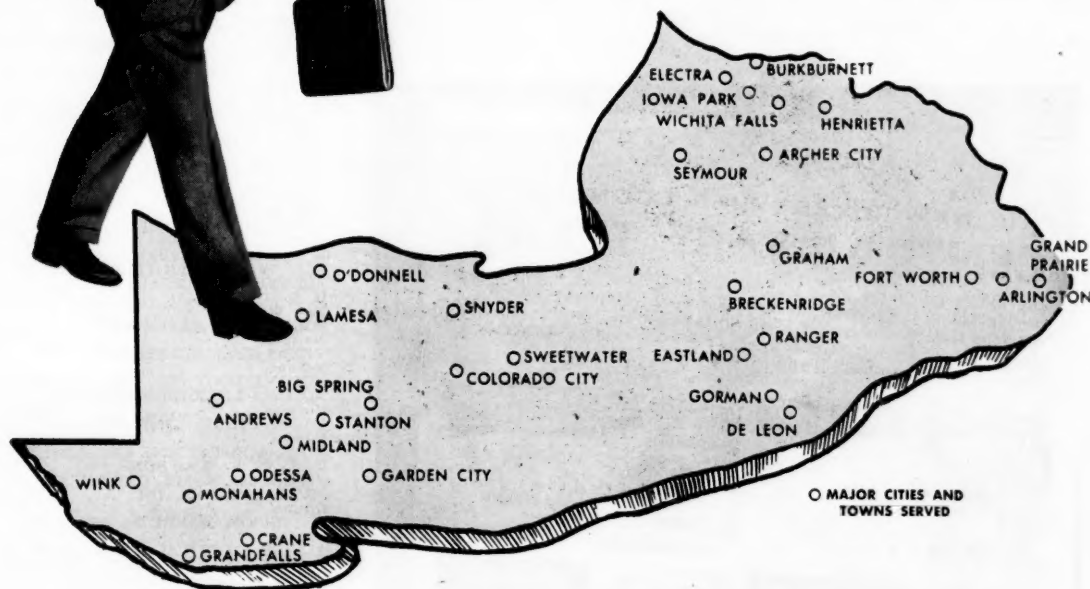 ELECTRA
BURKBURNETT
IOWA PARK
WICHITA FALLS
HENRIETTA
ARCHER CITY
SEYMOUR
GRAHAM
GRAND
PRAIRIE
FORT WORTH
ARLINGTON
BRECKENRIDGE
O'DONNELL
LAMESA
SNYDER
RANGER
EASTLAND
SWEETWATER
COLORADO CITY
BIG SPRING
GORMAN
ANDREWS
STANTON
DE LEON
MIDLAND
WINK
ODESSA
GARDEN CITY
MONAHANS
MAJOR CITIES AND
TOWNS SERVED
CRANE
GRANDFALLS